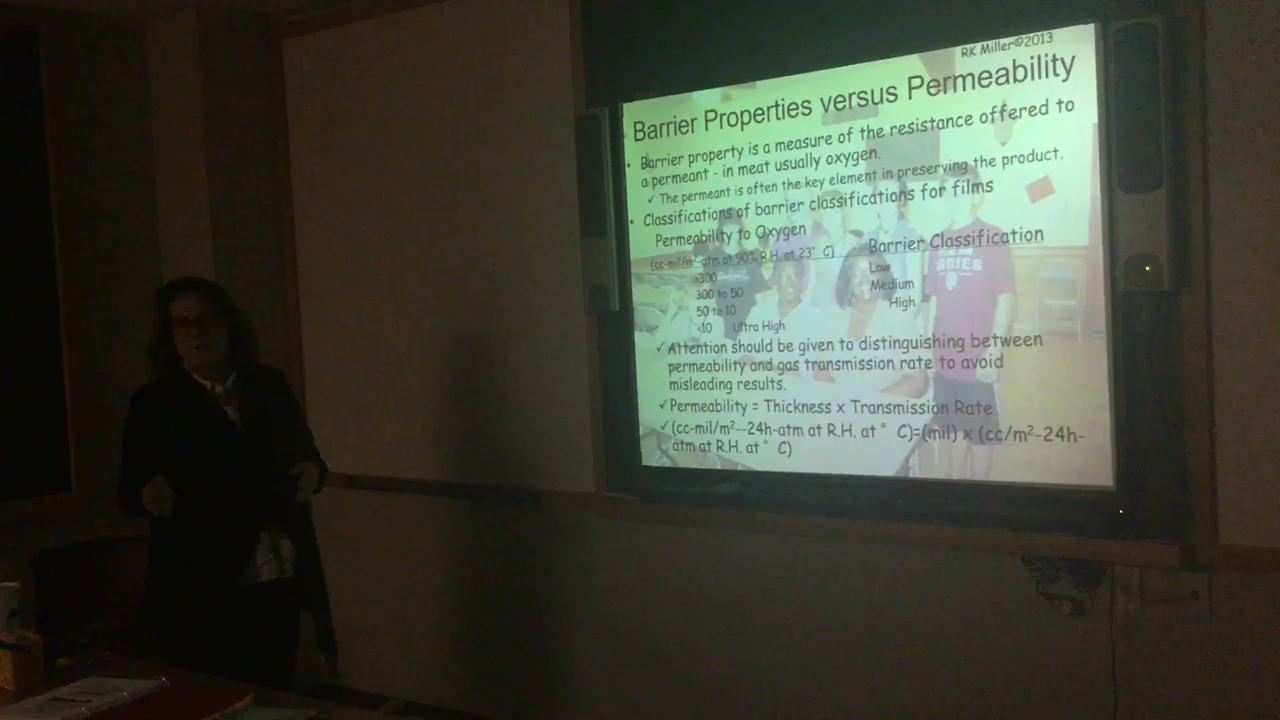 RK Miller©2013
Barrier Properties versus Permeability
• Barrier property is a measure of the resistance offered to
a permeant - in meat usually oxygen.
✓ The permeant is often the key element in preserving the product.
• Classifications of barrier classifications for films
Permeability to Oxygen
Barrier Classification
(cc-mil/m²-atm at 90% R.H. at 23° C)
>300 Low
300 to 50 Medium
50 to 10 High
<10 Ultra High
AGGIES
✓ Attention should be given to distinguishing between
permeability and gas transmission rate to avoid
misleading results.
✓ Permeability = Thickness x Transmission Rate
✓ (cc-mil/m²--24h-atm at R.H. at ° C)=(mil) x (cc/m²-24h-
atm at R.H. at ° C)